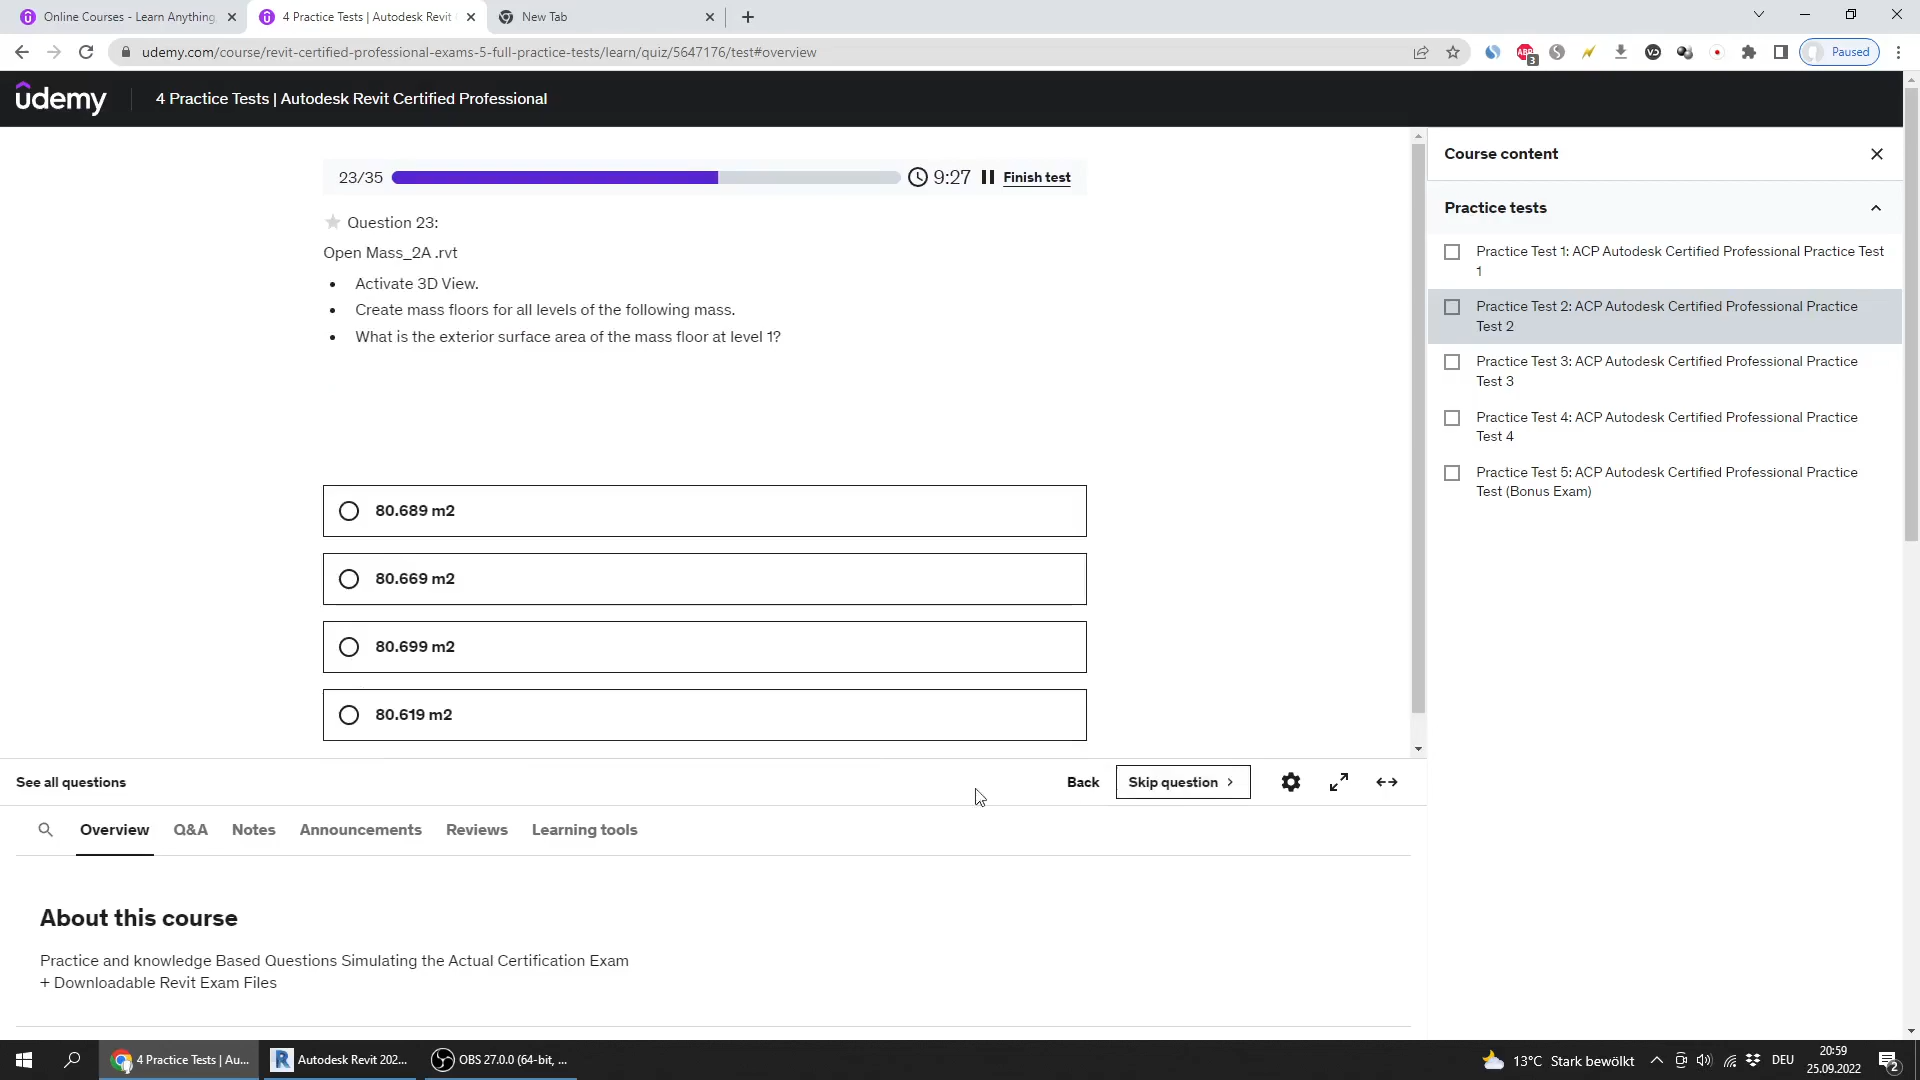 Online Courses - Learn Anything,
4 Practice Tests | Autodesk Revit
New Tab
udemy.com/course/revit-certified-professional-exams-5-full-practice-tests/learn/quiz/5647176/test#overview
ABP
3
Paused
udemy
4 Practice Tests | Autodesk Revit Certified Professional
23/35
9:27
Finish test
Question 23:
Open Mass_2A .rvt
• Activate 3D View.
• Create mass floors for all levels of the following mass.
• What is the exterior surface area of the mass floor at level 1?
80.689 m2
80.669 m2
80.699 m2
80.619 m2
See all questions
Back
Skip question
Overview
Q&A
Notes
Announcements
Reviews
Learning tools
About this course
Practice and knowledge Based Questions Simulating the Actual Certification Exam
+ Downloadable Revit Exam Files
Course content
Practice tests
Practice Test 1: ACP Autodesk Certified Professional Practice Test
1
Practice Test 2: ACP Autodesk Certified Professional Practice
Test 2
Practice Test 3: ACP Autodesk Certified Professional Practice
Test 3
Practice Test 4: ACP Autodesk Certified Professional Practice
Test 4
Practice Test 5: ACP Autodesk Certified Professional Practice
Test (Bonus Exam)
4 Practice Tests | Au...
Autodesk Revit 202...
OBS 27.0.0 (64-bit, ...
13°C Stark bewölkt
DEU
20:59
25.09.2022
2